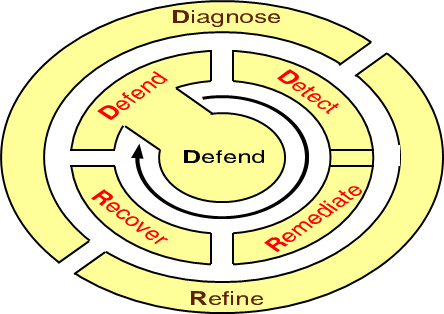 Diagnose
Defend
Detect
Defend
Recover
Remediate
Refine